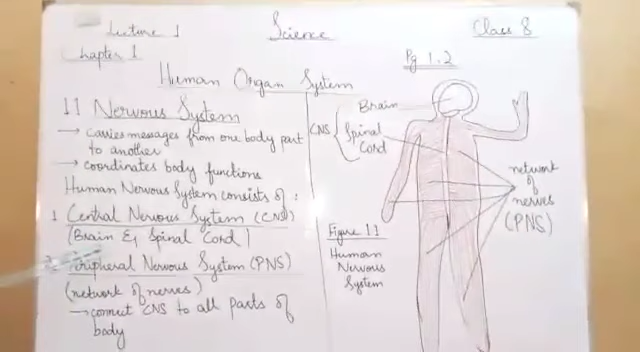 Lecture 1
Science
Class 8
Chapter 1
Pg 1.2
Human Organ System
1.1 Nervous System
→ carries messages from one body part
to another
→ coordinates body functions
Human Nervous System consists of :
1 Central Nervous System (CNS)
(Brain & Spinal Cord)
Peripheral Nervous System (PNS)
(network of nerves)
→ connect CNS to all parts of
body
Brain
CNS { Spinal
Cord
network
of
nerves
(PNS)
Figure 1.1
Human
Nervous
System